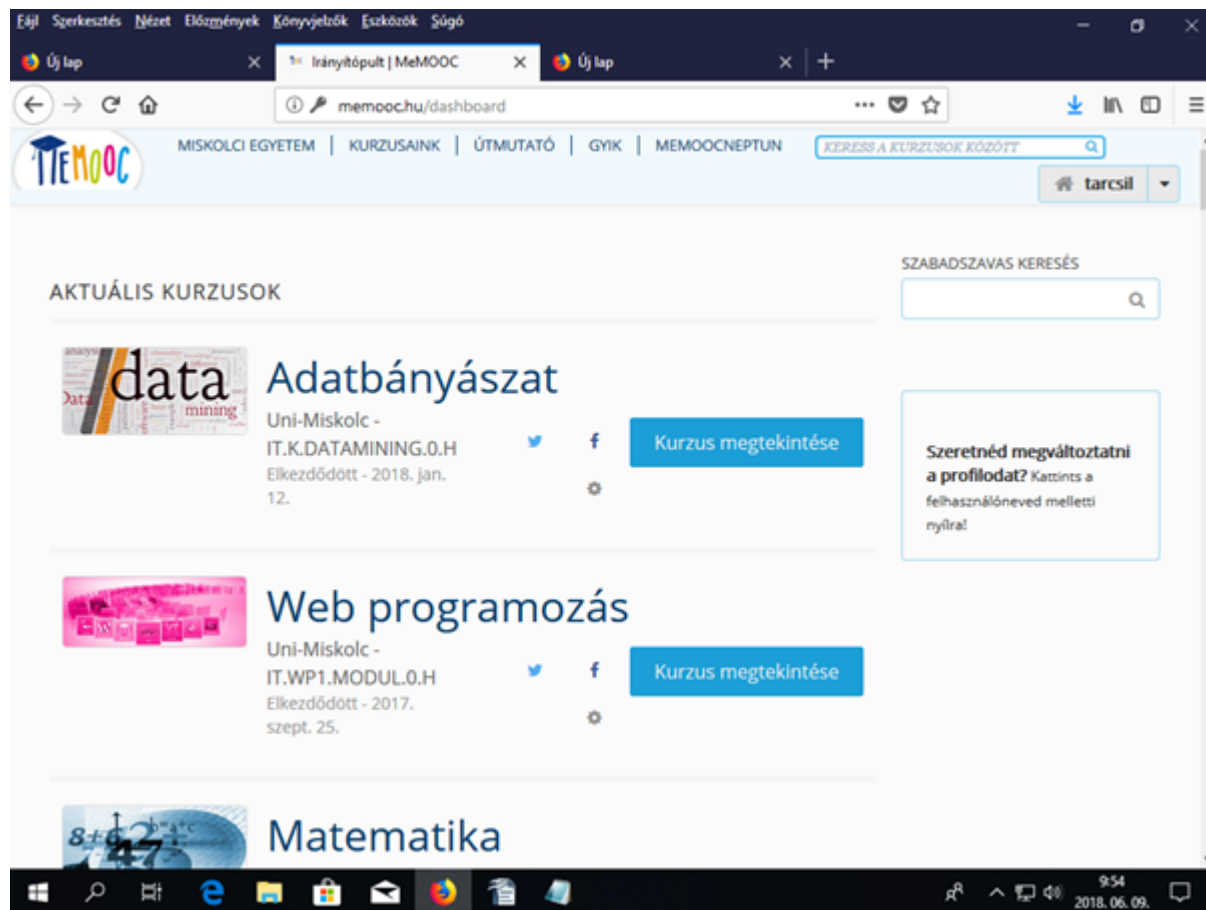 Fájl Szerkesztés Nézet Előzmények Könyvjelzők Eszközök Súgó
Új lap
Irányítópult | MeMOOC
Új lap
memooc.hu/dashboard
MEMOOC
MISKOLCI EGYETEM | KURZUSAINK | ÚTMUTATÓ | GYIK | MEMOOCNEPTUN
KERESS A KURZUSOK KÖZÖTT
tarcsil
SZABADSZAVAS KERESÉS
AKTUÁLIS KURZUSOK
data
Data
mining
Adatbányászat
Uni-Miskolc -
IT.K.DATAMINING.0.H
Elkezdődött - 2018. jan.
12.
Kurzus megtekintése
Szeretnéd megváltoztatni
a profilodat? Kattints a
felhasználóneved melletti
nyílra!
Web programozás
Uni-Miskolc -
IT.WP1.MODUL.0.H
Elkezdődött - 2017.
szept. 25.
Kurzus megtekintése
Matematika
9:54
2018. 06. 09.